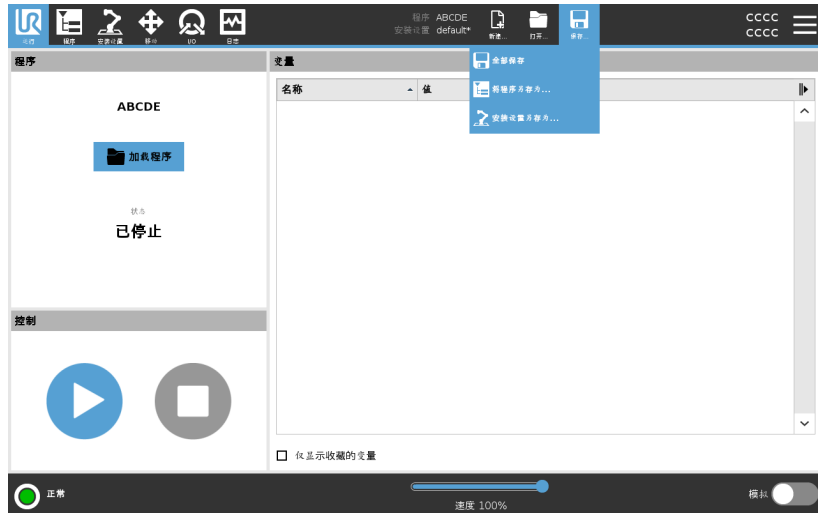 程序 ABCDE
安装设置 default*
运行
程序
安装设置
移动
I/O
日志
新建...
打开...
保存...
cccc
cccc
全部保存
将程序另存为...
安装设置另存为...
程序
ABCDE
加载程序
状态
已停止
控制
变量
名称
值
仅显示收藏的变量
正常
速度 100%
模拟